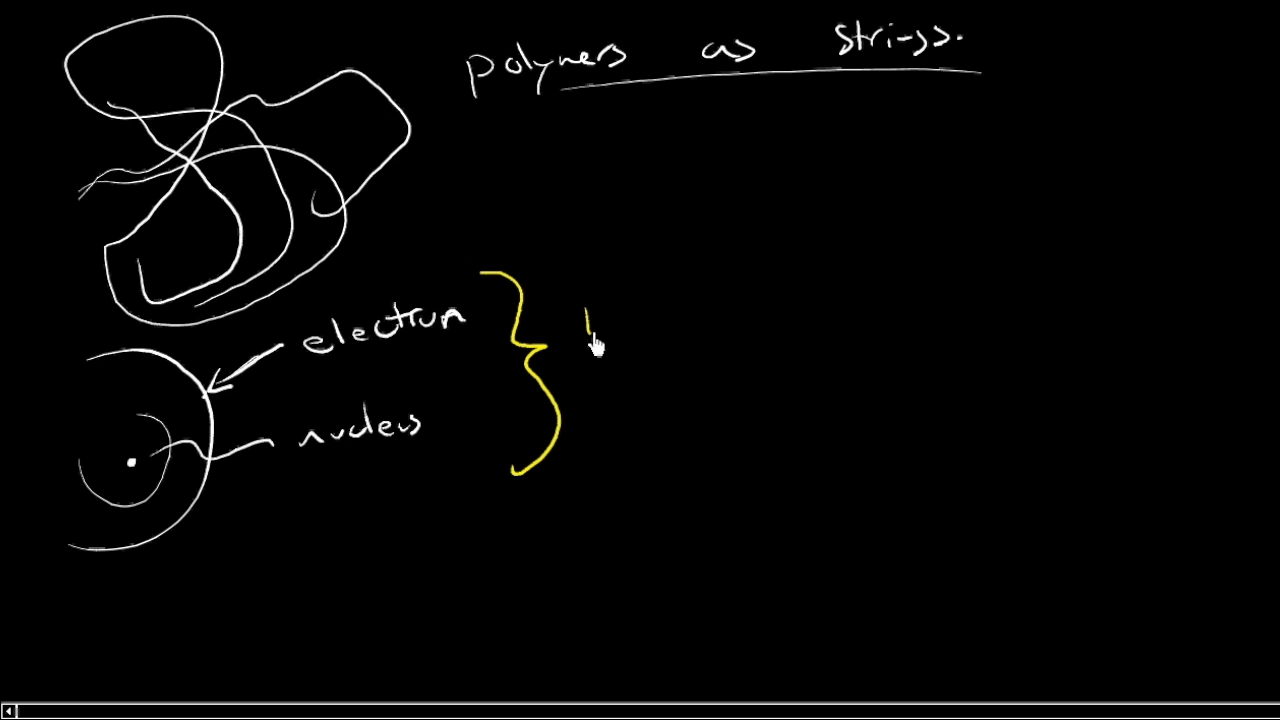 polymers as strings.
electron
nucleus